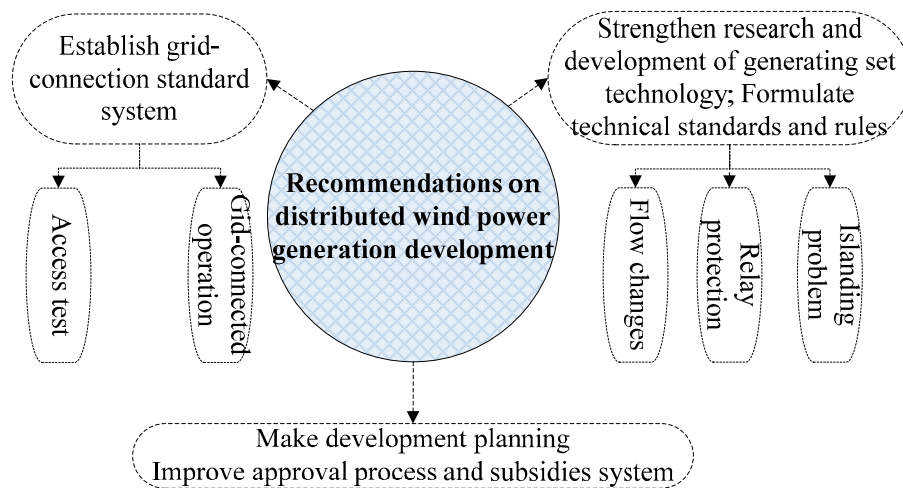 Establish grid-
connection standard
system
Strengthen research and
development of generating set
technology; Formulate
technical standards and rules
Recommendations on
distributed wind power
generation development
Access test
Gid-connected
operation
Flow changes
Relay
protection
Islanding
problem
Make development planning
Improve approval process and subsidies system